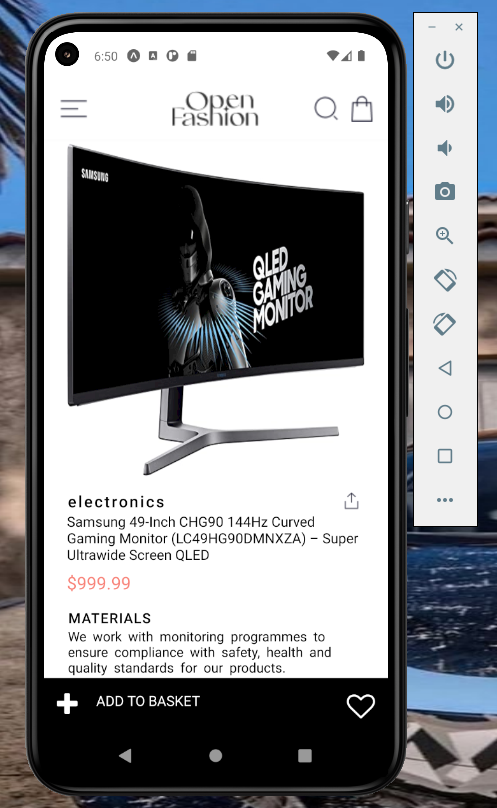 6:50
Open
Fashion
SAMSUNG
QLED
GAMING
MONITOR
electronics
Samsung 49-Inch CHG90 144Hz Curved
Gaming Monitor (LC49HG90DMNXZA) – Super
Ultrawide Screen QLED
$999.99
MATERIALS
We work with monitoring programmes to
ensure compliance with safety, health and
quality standards for our products.
ADD TO BASKET